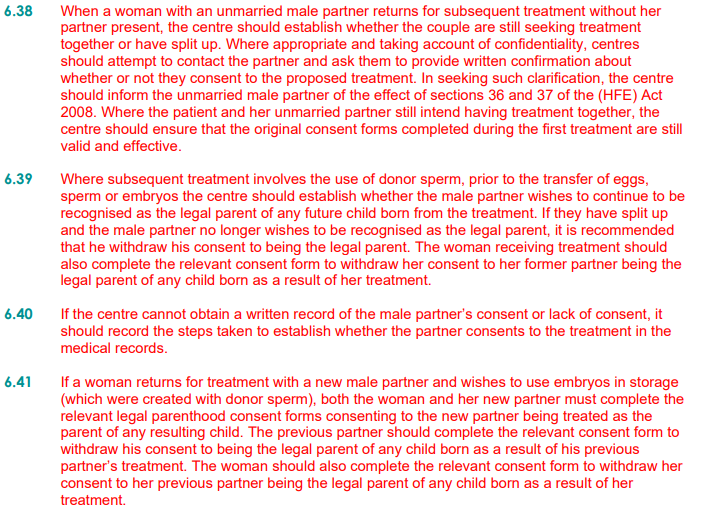 6.38 When a woman with an unmarried male partner returns for subsequent treatment without her
partner present, the centre should establish whether the couple are still seeking treatment
together or have split up. Where appropriate and taking account of confidentiality, centres
should attempt to contact the partner and ask them to provide written confirmation about
whether or not they consent to the proposed treatment. In seeking such clarification, the centre
should inform the unmarried male partner of the effect of sections 36 and 37 of the (HFE) Act
2008. Where the patient and her unmarried partner still intend having treatment together, the
centre should ensure that the original consent forms completed during the first treatment are still
valid and effective.
6.39 Where subsequent treatment involves the use of donor sperm, prior to the transfer of eggs,
sperm or embryos the centre should establish whether the male partner wishes to continue to be
recognised as the legal parent of any future child born from the treatment. If they have split up
and the male partner no longer wishes to be recognised as the legal parent, it is recommended
that he withdraw his consent to being the legal parent. The woman receiving treatment should
also complete the relevant consent form to withdraw her consent to her former partner being the
legal parent of any child born as a result of her treatment.
6.40 If the centre cannot obtain a written record of the male partner's consent or lack of consent, it
should record the steps taken to establish whether the partner consents to the treatment in the
medical records.
6.41 If a woman returns for treatment with a new male partner and wishes to use embryos in storage
(which were created with donor sperm), both the woman and her new partner must complete the
relevant legal parenthood consent forms consenting to the new partner being treated as the
parent of any resulting child. The previous partner should complete the relevant consent form to
withdraw his consent to being the legal parent of any child born as a result of his previous
partner's treatment. The woman should also complete the relevant consent form to withdraw her
consent to her previous partner being the legal parent of any child born as a result of her
treatment.